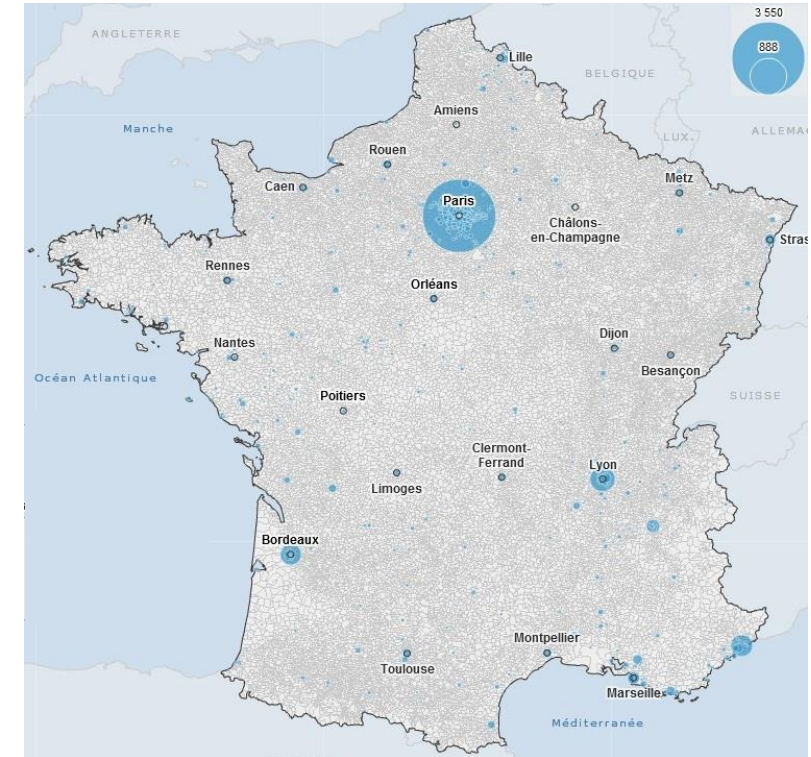 3 550
888
ANGLETERRE
Lille
BELGIQUE
Amiens
Manche
LUX.
ALLEMA
Rouen
Caen
Metz
Paris
Châlons-
en-Champagne
Stras
Rennes
Orléans
Dijon
Nantes
Besançon
Océan Atlantique
Poitiers
SUISSE
Clermont-
Ferrand
Lyon
Limoges
Bordeaux
Montpellier
Toulouse
Marseille
Méditerranée